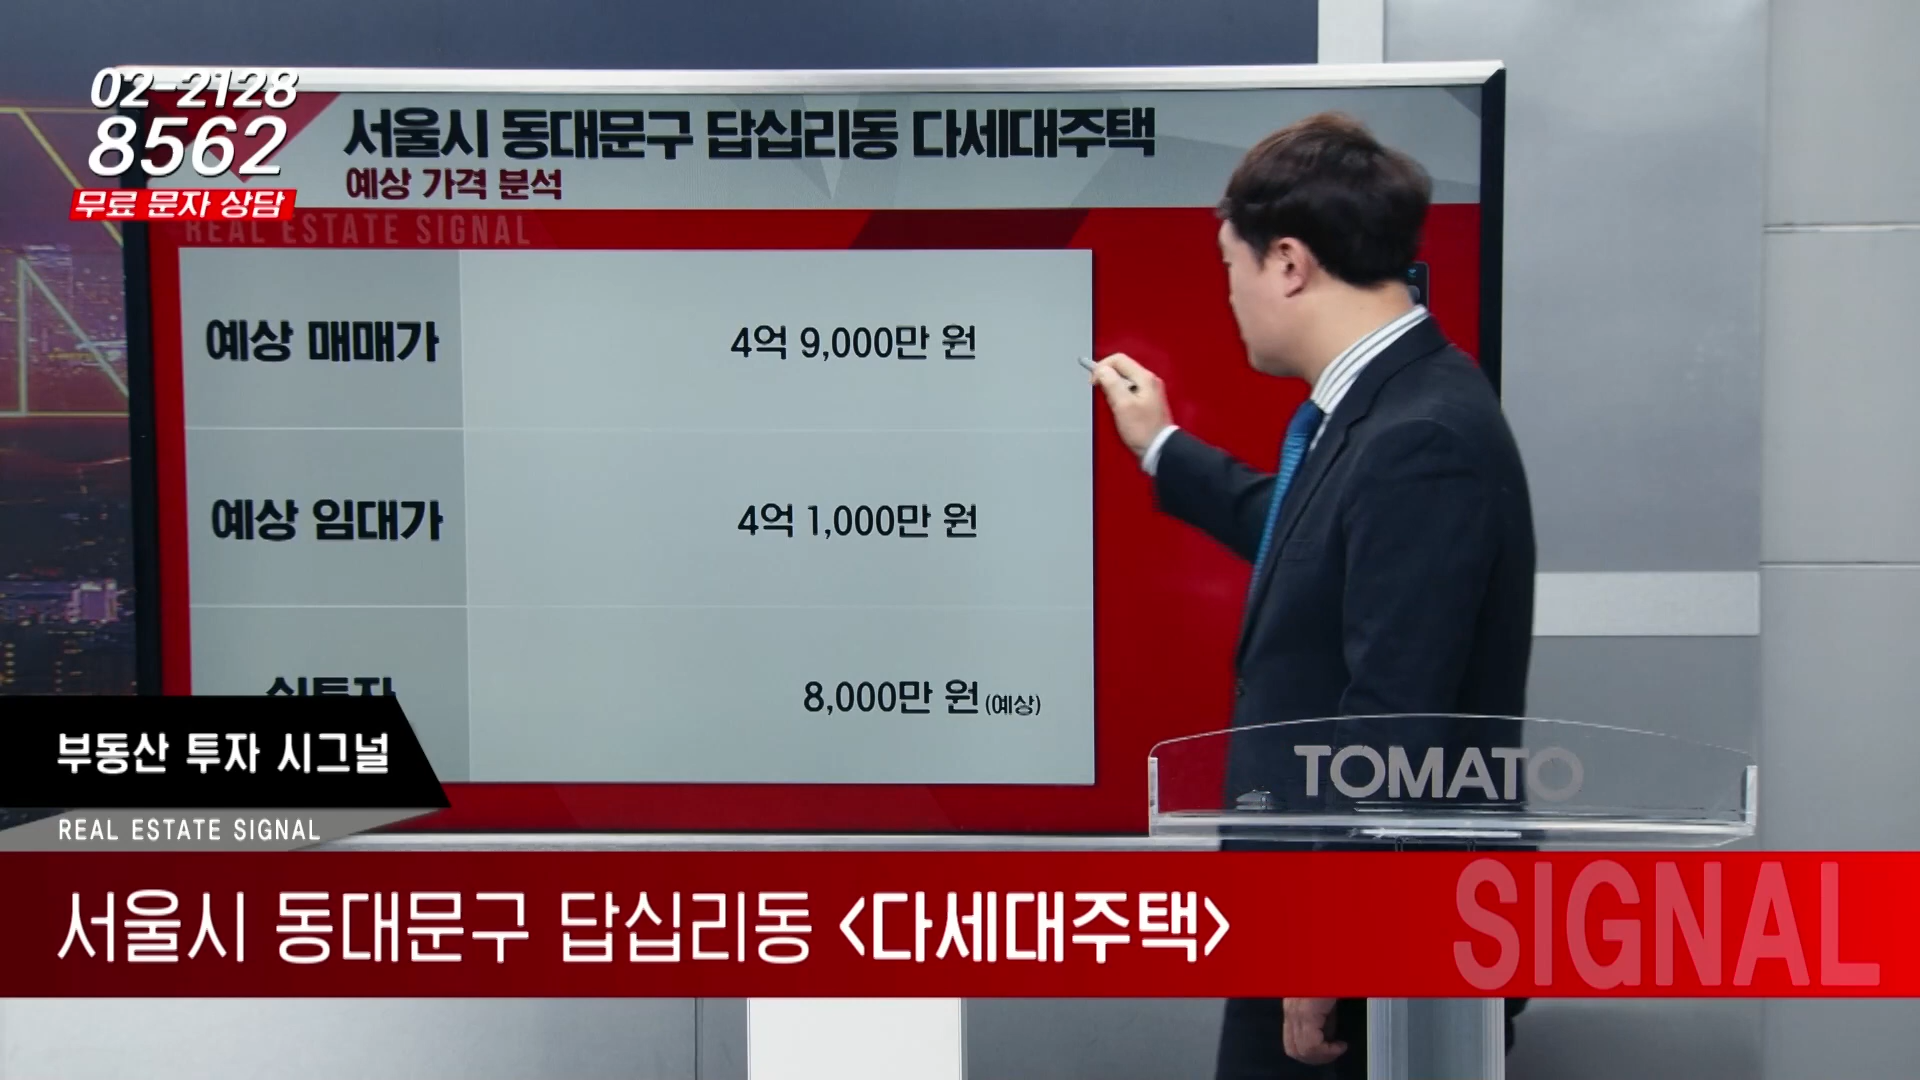 02-2128
8562
무료 문자 상담
서울시 동대문구 답십리동 다세대주택
예상 가격 분석
REAL ESTATE SIGNAL
예상 매매가 4억 9,000만 원
예상 임대가 4억 1,000만 원
실투자 8,000만 원 (예상)
TOMATO
부동산 투자 시그널
REAL ESTATE SIGNAL
서울시 동대문구 답십리동 <다세대주택>
SIGNAL